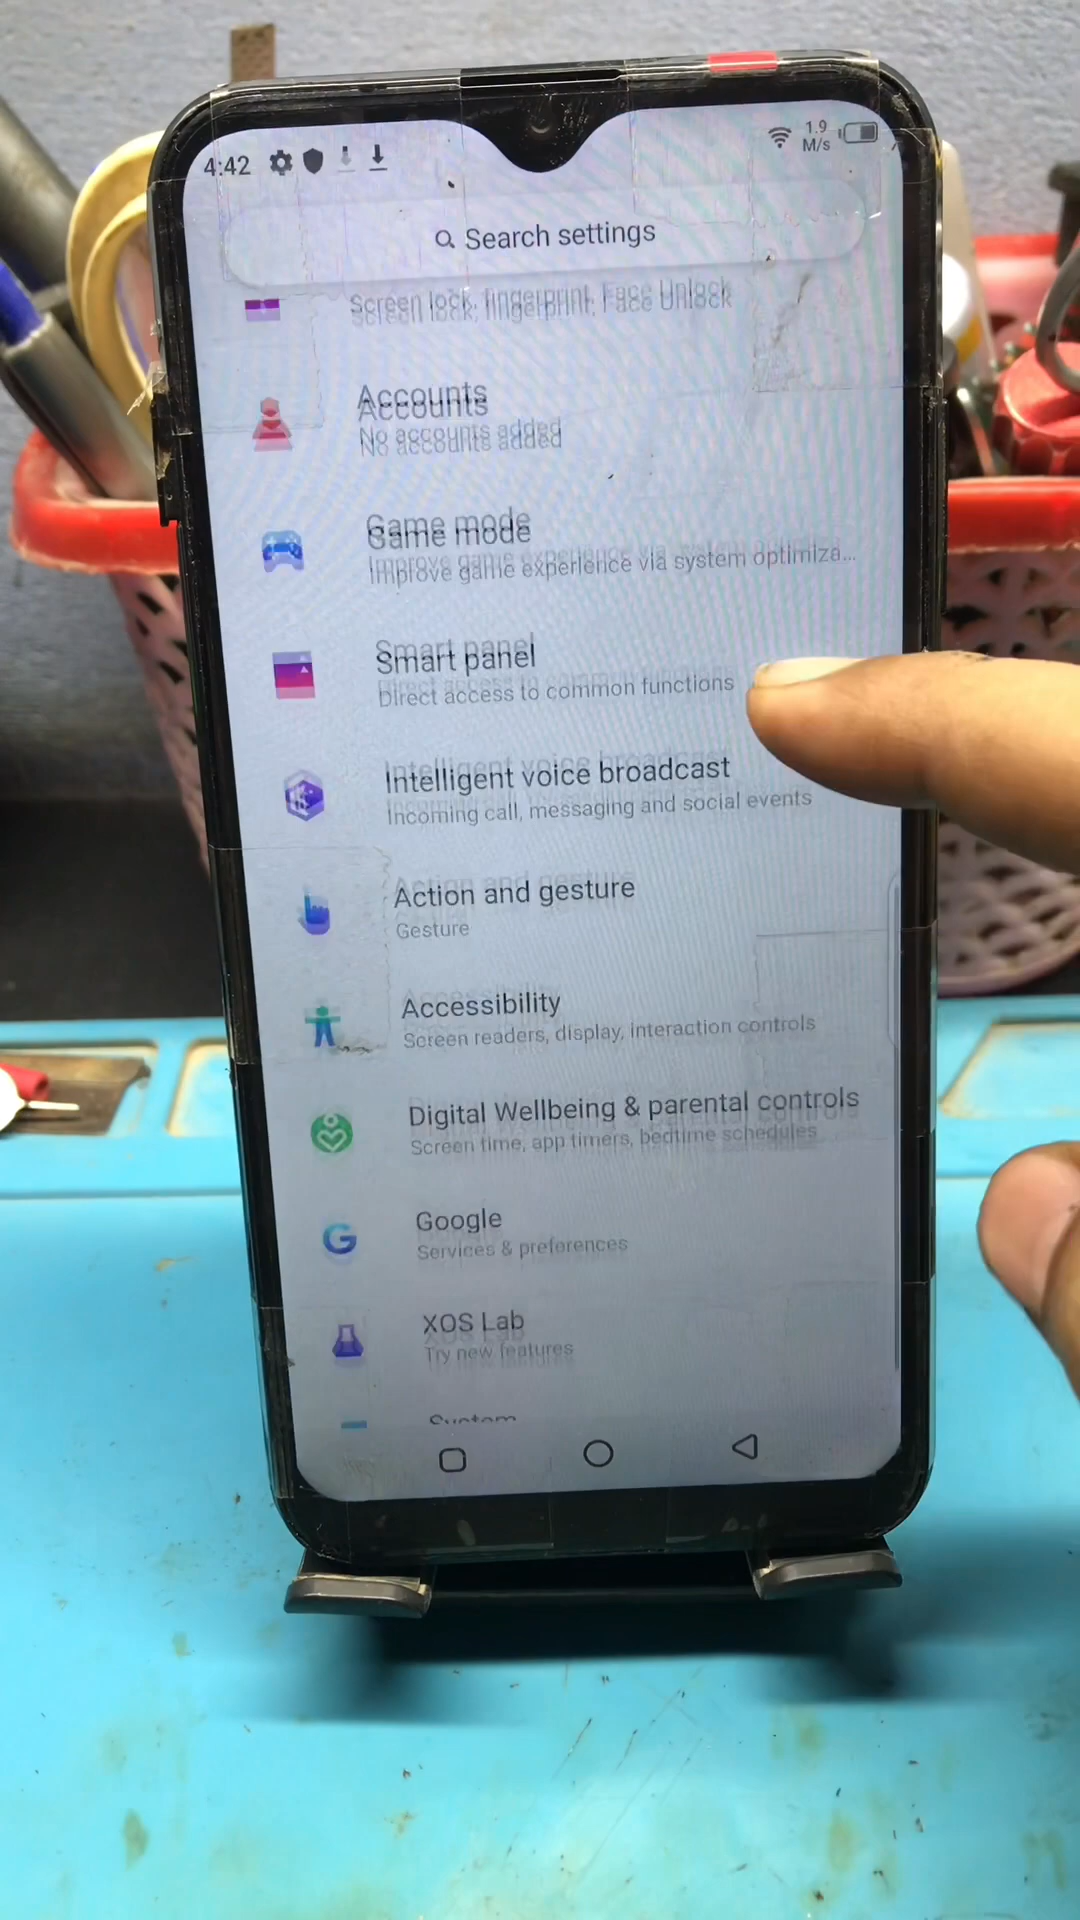 4:42
1.9
M/s
Search settings
Screen lock, fingerprint, Face Unlock
Accounts
No accounts added
Game mode
Improve game experience via system optimiza...
Smart panel
Direct access to common functions
Intelligent voice broadcast
Incoming call, messaging and social events
Action and gesture
Gesture
Accessibility
Screen readers, display, interaction controls
Digital Wellbeing & parental controls
Screen time, app timers, bedtime schedules
Google
Services & preferences
XOS Lab
Try new features
System